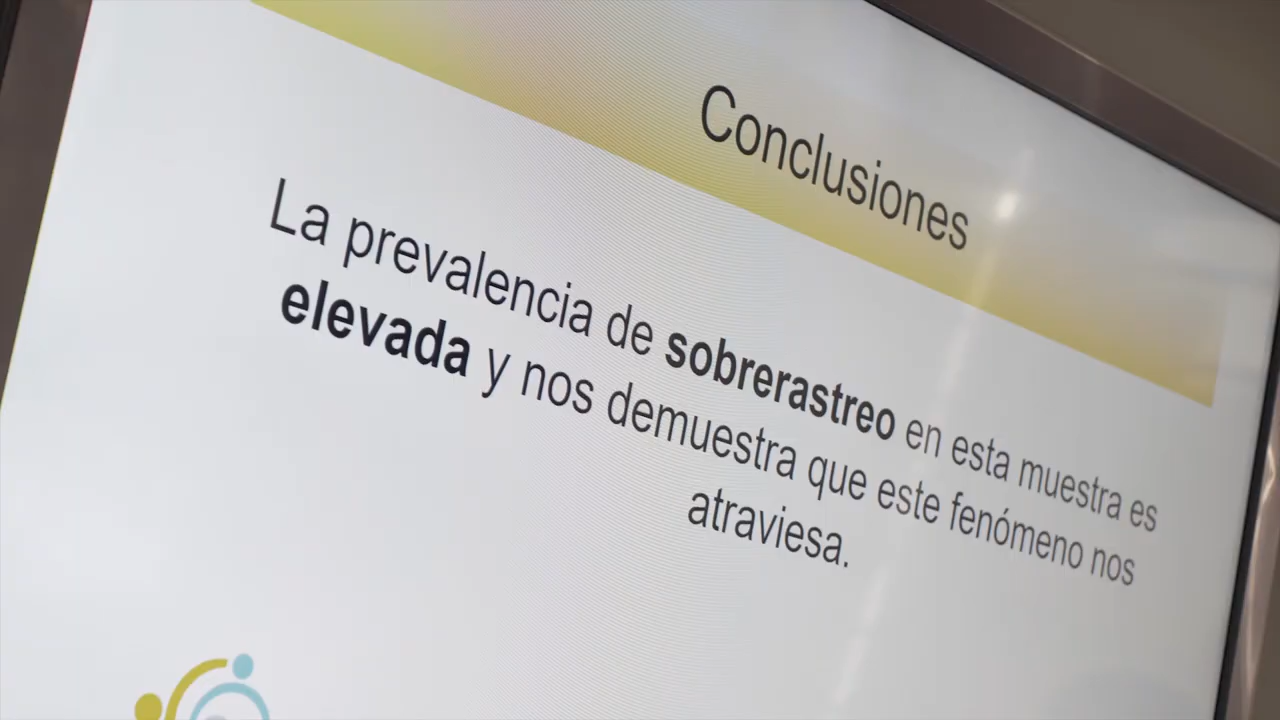 Conclusiones
La prevalencia de sobrerastreo en esta muestra es
elevada y nos demuestra que este fenómeno nos
atraviesa.